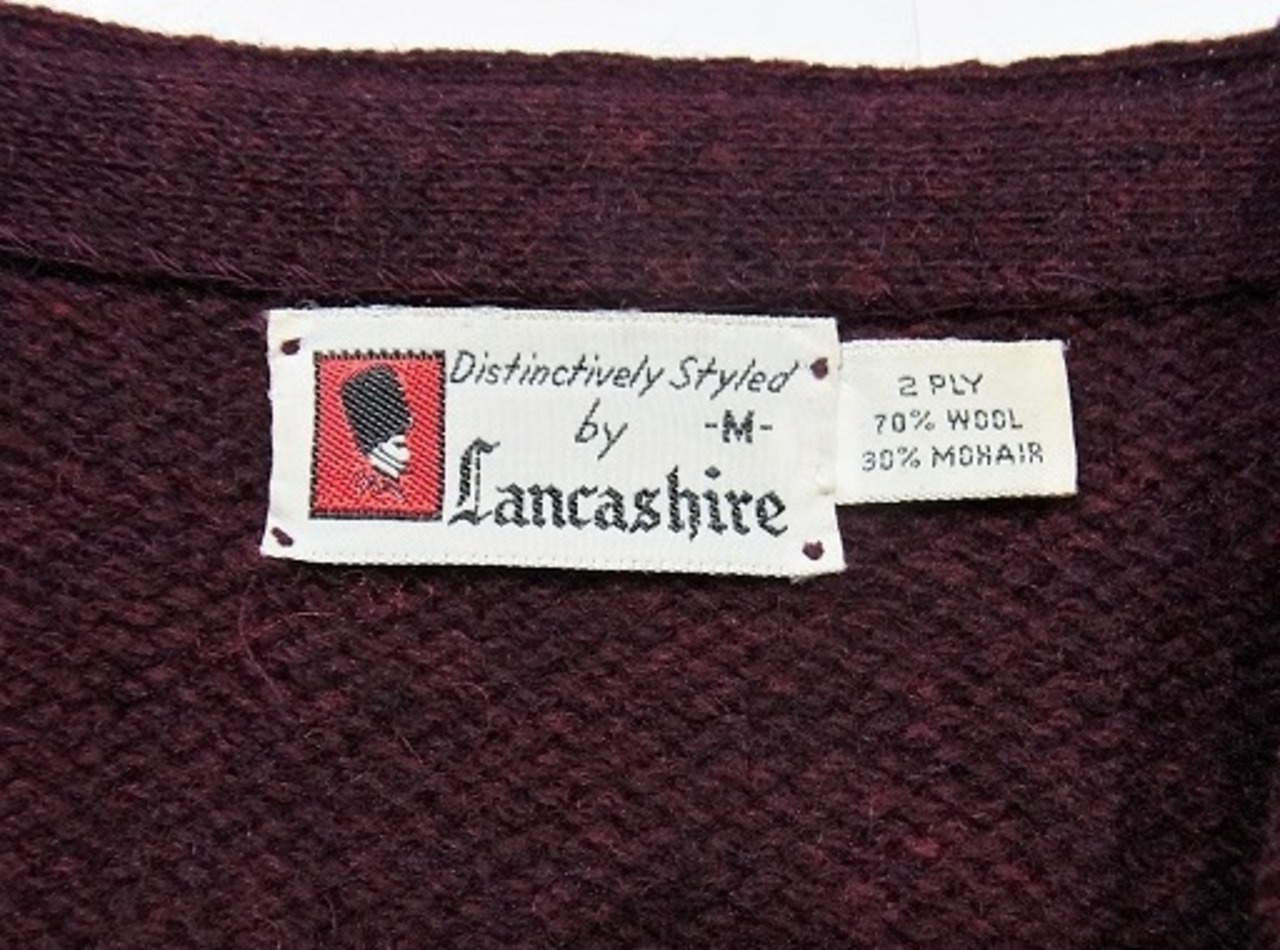 Distinctively Styled
by -M-
Lancashire
2 PLY
70% WOOL
30% MOHAIR